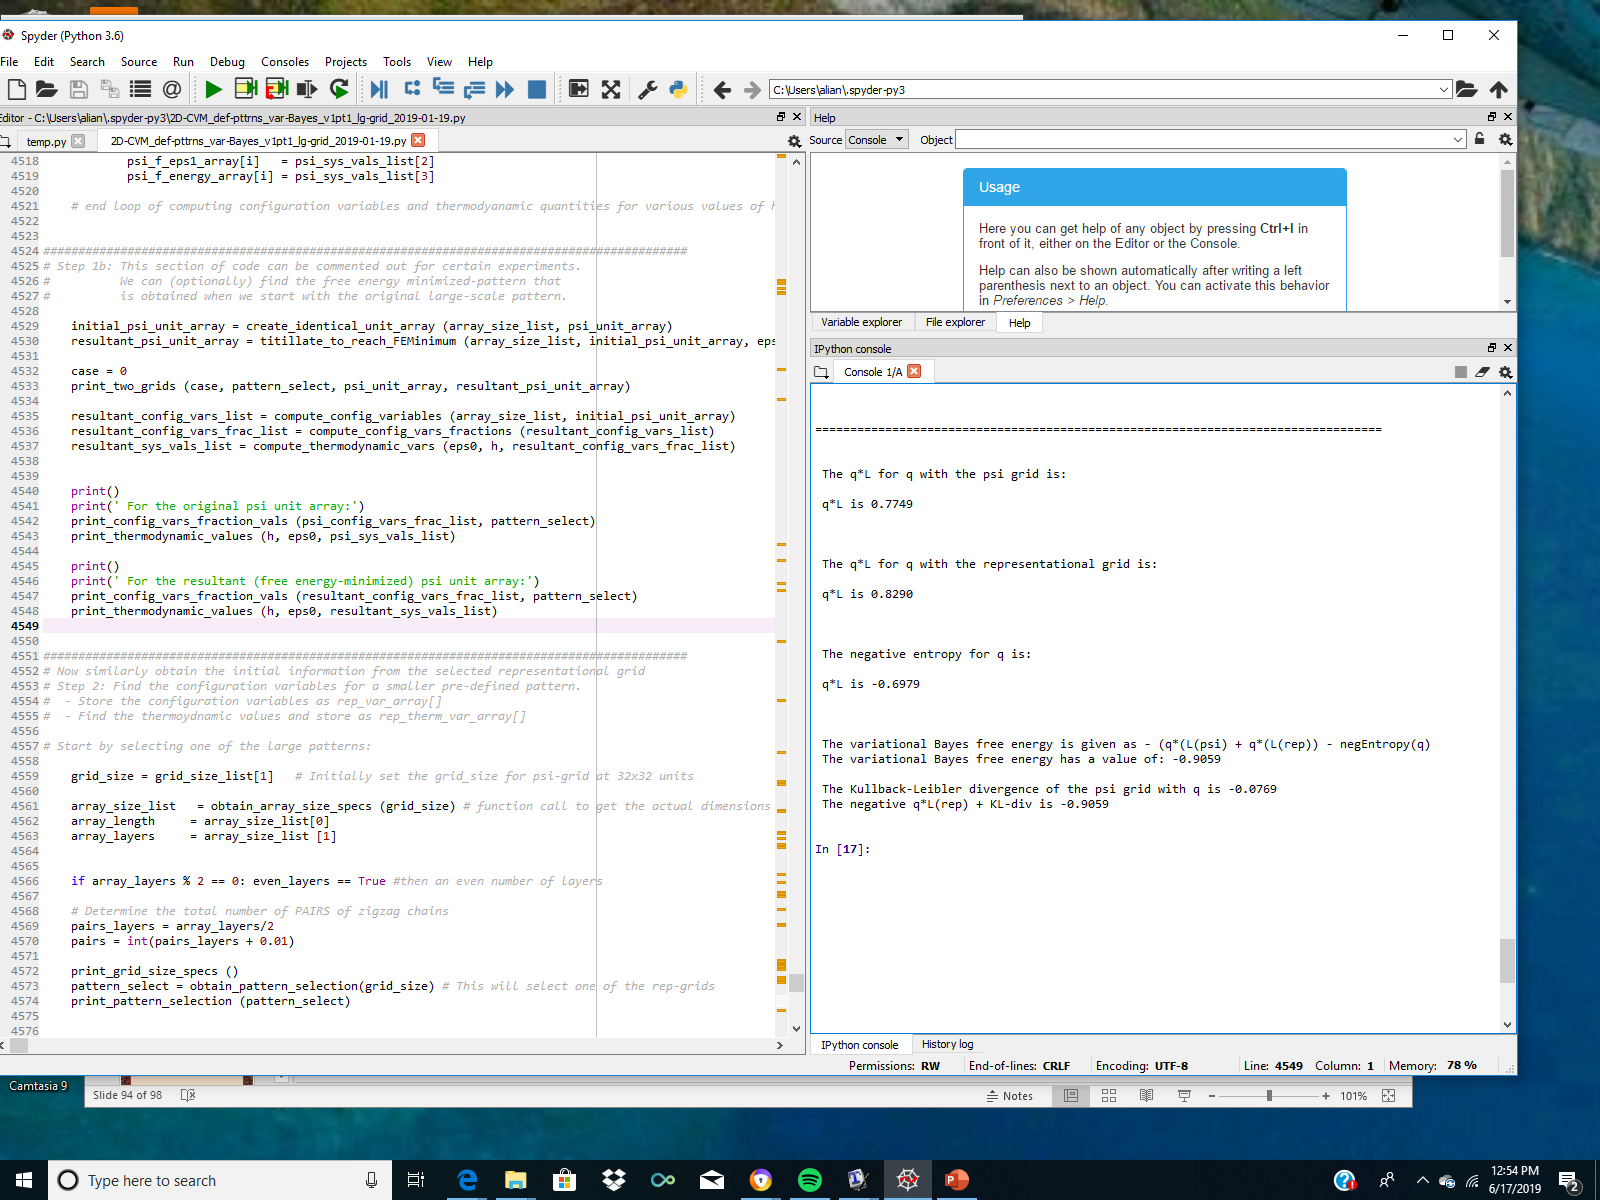 Spyder (Python 3.6)
File Edit Search Source Run Debug Consoles Projects Tools View Help
C:\Users\alian\.spyder-py3
Editor - C:\Users\alian\.spyder-py3\2D-CVM_def-pttrns_var-Bayes_v1pt1_lg-grid_2019-01-19.py
temp.py
2D-CVM_def-pttrns_var-Bayes_v1pt1_lg-grid_2019-01-19.py
4518 psi_f_eps1_array[i] = psi_sys_vals_list[2]
4519 psi_f_energy_array[i] = psi_sys_vals_list[3]
4520
4521 # end loop of computing configuration variables and thermodyanamic quantities for various values of h
4522
4523
4524 ############################################################################################
4525 # Step 1b: This section of code can be commented out for certain experiments.
4526 # We can (optionally) find the free energy minimized-pattern that
4527 # is obtained when we start with the original large-scale pattern.
4528
4529 initial_psi_unit_array = create_identical_unit_array (array_size_list, psi_unit_array)
4530 resultant_psi_unit_array = titillate_to_reach_FEMinimum (array_size_list, initial_psi_unit_array, eps
4531
4532 case = 0
4533 print_two_grids (case, pattern_select, psi_unit_array, resultant_psi_unit_array)
4534
4535 resultant_config_vars_list = compute_config_variables (array_size_list, initial_psi_unit_array)
4536 resultant_config_vars_frac_list = compute_config_vars_fractions (resultant_config_vars_list)
4537 resultant_sys_vals_list = compute_thermodynamic_vars (eps0, h, resultant_config_vars_frac_list)
4538
4539
4540 print()
4541 print(' For the original psi unit array:')
4542 print_config_vars_fraction_vals (psi_config_vars_frac_list, pattern_select)
4543 print_thermodynamic_values (h, eps0, psi_sys_vals_list)
4544
4545 print()
4546 print(' For the resultant (free energy-minimized) psi unit array:')
4547 print_config_vars_fraction_vals (resultant_config_vars_frac_list, pattern_select)
4548 print_thermodynamic_values (h, eps0, resultant_sys_vals_list)
4549
4550
4551 ############################################################################################
4552 # Now similarly obtain the initial information from the selected representational grid
4553 # Step 2: Find the configuration variables for a smaller pre-defined pattern.
4554 # - Store the configuration variables as rep_var_array[]
4555 # - Find the thermoydnamic values and store as rep_therm_var_array[]
4556
4557 # Start by selecting one of the large patterns:
4558
4559 grid_size = grid_size_list[1] # Initially set the grid_size for psi-grid at 32x32 units
4560
4561 array_size_list = obtain_array_size_specs (grid_size) # function call to get the actual dimensions
4562 array_length = array_size_list[0]
4563 array_layers = array_size_list [1]
4564
4565
4566 if array_layers % 2 == 0: even_layers == True #then an even number of layers
4567
4568 # Determine the total number of PAIRS of zigzag chains
4569 pairs_layers = array_layers/2
4570 pairs = int(pairs_layers + 0.01)
4571
4572 print_grid_size_specs ()
4573 pattern_select = obtain_pattern_selection(grid_size) # This will select one of the rep-grids
4574 print_pattern_selection (pattern_select)
4575
4576
Help
Source Console Object
Usage
Here you can get help of any object by pressing Ctrl+I in
front of it, either on the Editor or the Console.
Help can also be shown automatically after writing a left
parenthesis next to an object. You can activate this behavior
in Preferences > Help.
Variable explorer File explorer Help
IPython console
Console 1/A
=================================================================================
The q*L for q with the psi grid is:
q*L is 0.7749
The q*L for q with the representational grid is:
q*L is 0.8290
The negative entropy for q is:
q*L is -0.6979
The variational Bayes free energy is given as - (q*(L(psi) + q*(L(rep)) - negEntropy(q)
The variational Bayes free energy has a value of: -0.9059
The Kullback-Leibler divergence of the psi grid with q is -0.0769
The negative q*L(rep) + KL-div is -0.9059
In [17]:
IPython console History log
Permissions: RW End-of-lines: CRLF Encoding: UTF-8 Line: 4549 Column: 1 Memory: 78 %
Camtasia 9
Slide 94 of 98
Notes
101%
Type here to search
12:54 PM
6/17/2019
2